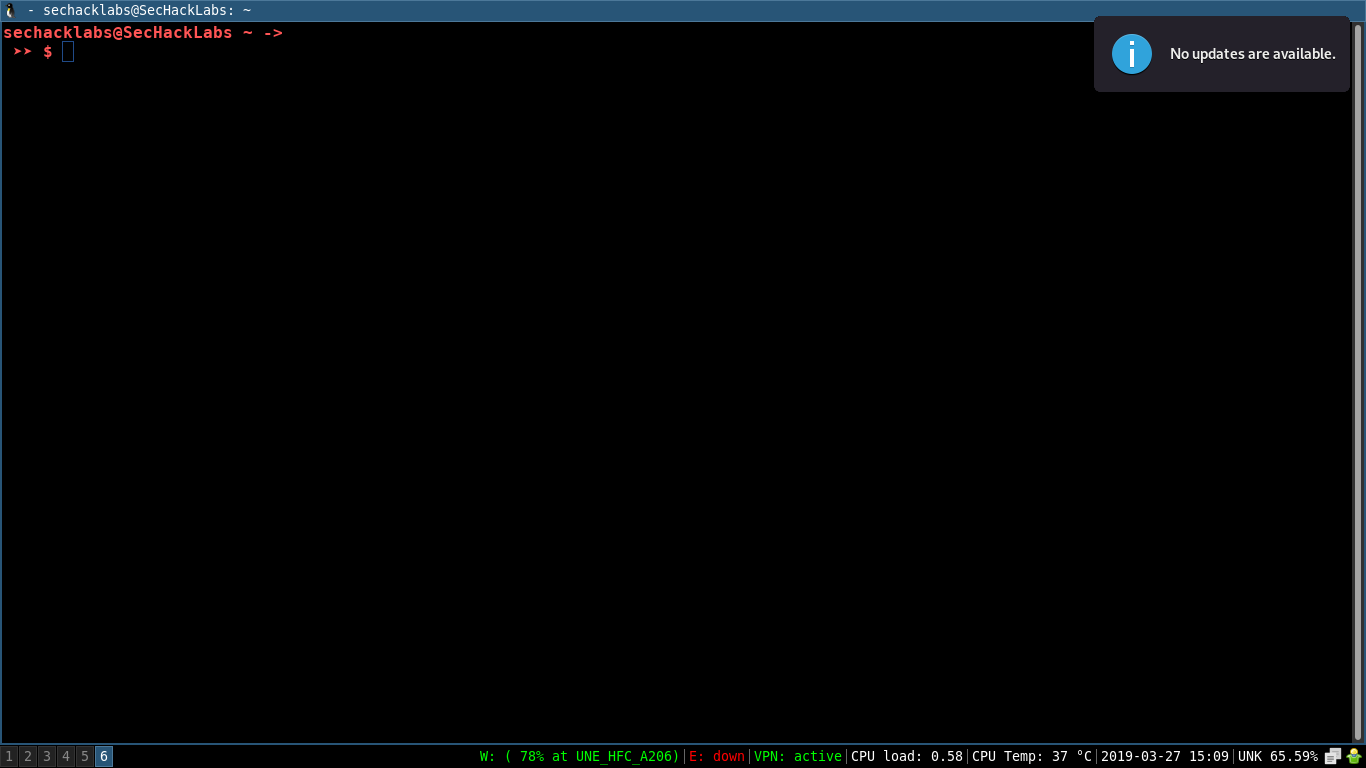 - sechacklabs@SecHackLabs: ~
sechacklabs@SecHackLabs ~ ->
➤➤ $
No updates are available.
1 2 3 4 5 6
W: ( 78% at UNE_HFC_A206)|E: down|VPN: active|CPU load: 0.58|CPU Temp: 37 °C|2019-03-27 15:09|UNK 65.59%